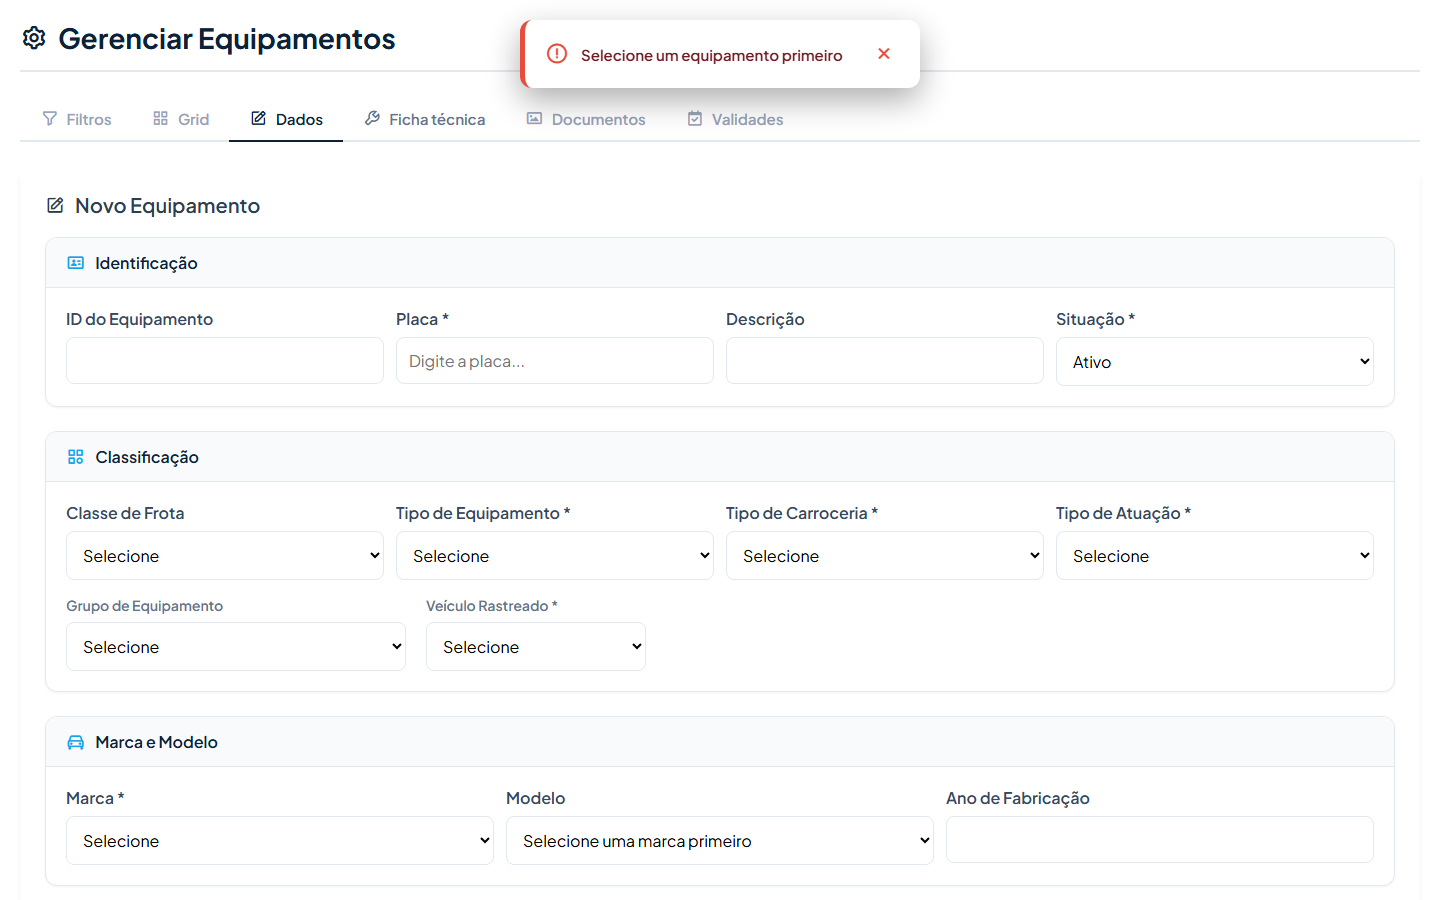 Gerenciar Equipamentos
Selecione um equipamento primeiro
Filtros
Grid
Dados
Ficha técnica
Documentos
Validades
Novo Equipamento
Identificação
ID do Equipamento
Placa *
Descrição
Situação *
Digite a placa...
Ativo
Classificação
Classe de Frota
Tipo de Equipamento *
Tipo de Carroceria *
Tipo de Atuação *
Selecione
Selecione
Selecione
Selecione
Grupo de Equipamento
Veículo Rastreado *
Selecione
Selecione
Marca e Modelo
Marca *
Modelo
Ano de Fabricação
Selecione
Selecione uma marca primeiro